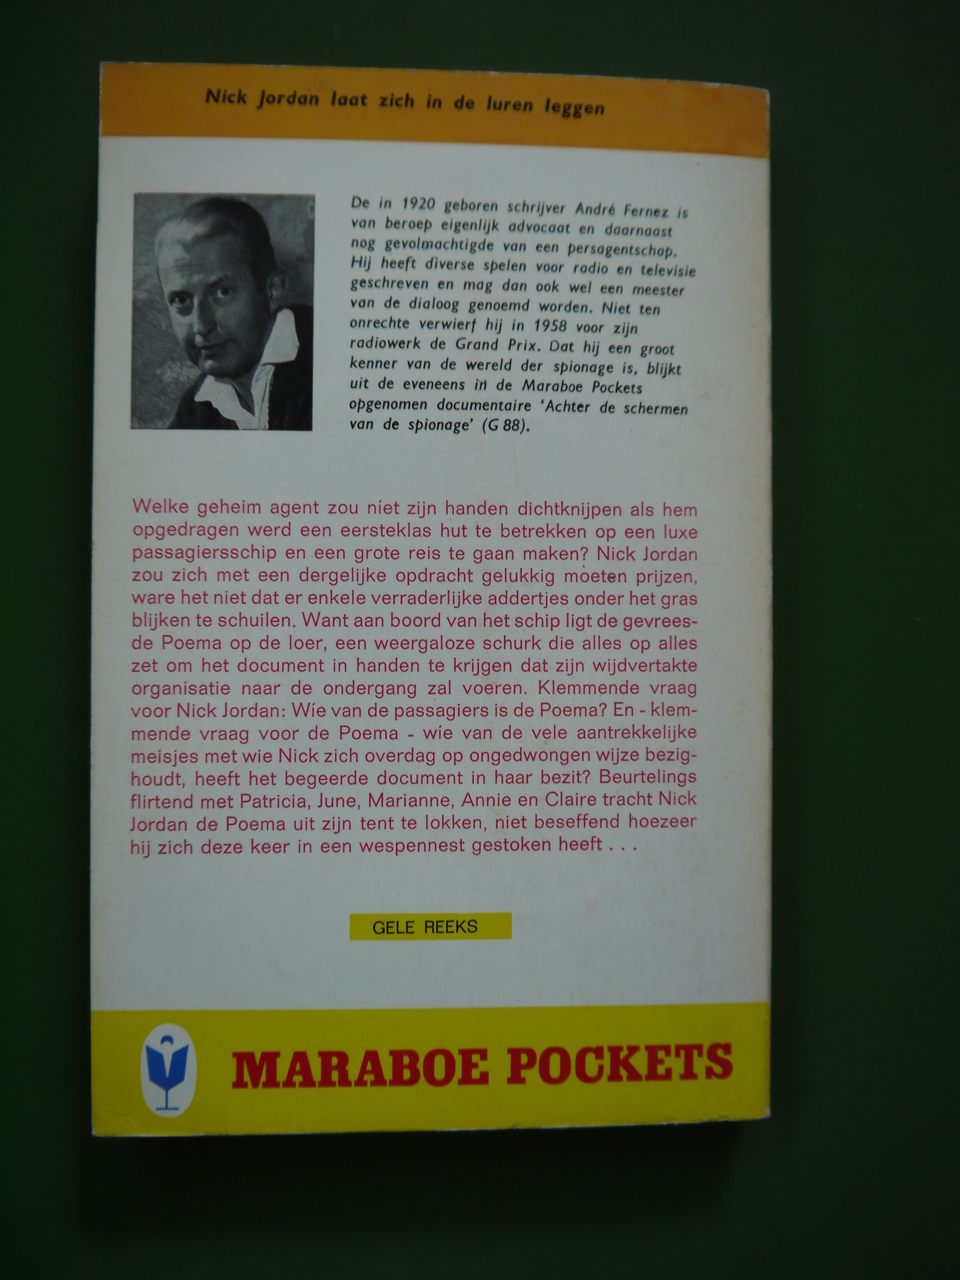 Nick Jordan laat zich in de luren leggen
De in 1920 geboren schrijver André Fernez is
van beroep eigenlijk advocaat en daarnaast
nog gevolmachtigde van een persagentschap.
Hij heeft diverse spelen voor radio en televisie
geschreven en mag dan ook wel een meester
van de dialoog genoemd worden. Niet ten
onrechte verwierf hij in 1958 voor zijn
radiowerk de Grand Prix. Dat hij een groot
kenner van de wereld der spionage is, blijkt
uit de eveneens in de Maraboe Pockets
opgenomen documentaire 'Achter de schermen
van de spionage' (G 88).
Welke geheim agent zou níet zijn handen dichtknijpen als hem
opgedragen werd een eersteklas hut te betrekken op een luxe
passagiersschip en een grote reis te gaan maken? Nick Jordan
zou zich met een dergelijke opdracht gelukkig moeten prijzen,
ware het niet dat er enkele verraderlijke addertjes onder het gras
blijken te schuilen. Want aan boord van het schip ligt de gevrees-
de Poema op de loer, een weergaloze schurk die alles op alles
zet om het document in handen te krijgen dat zijn wijdvertakte
organisatie naar de ondergang zal voeren. Klemmende vraag
voor Nick Jordan: Wíe van de passagiers is de Poema? En - klem-
mende vraag voor de Poema - wíe van de vele aantrekkelijke
meisjes met wie Nick zich overdag op ongedwongen wijze bezig-
houdt, heeft het begeerde document in haar bezit? Beurtelings
flirtend met Patricia, June, Marianne, Annie en Claire tracht Nick
Jordan de Poema uit zijn tent te lokken, niet beseffend hoezeer
hij zich deze keer in een wespennest gestoken heeft . . .
GELE REEKS
MARABOE POCKETS